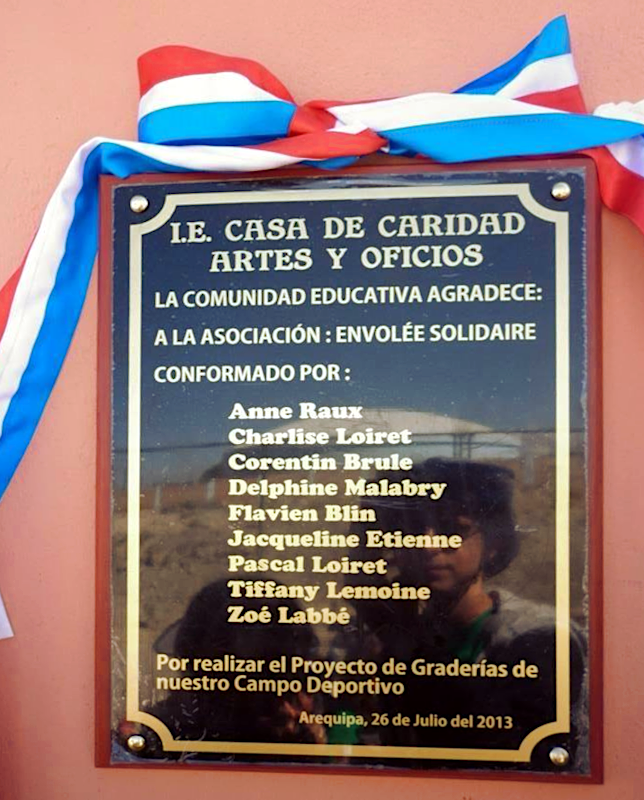 I.E. CASA DE CARIDAD
ARTES Y OFICIOS
LA COMUNIDAD EDUCATIVA AGRADECE:
A LA ASOCIACIÓN : ENVOLÉE SOLIDAIRE
CONFORMADO POR :
Anne Raux
Charlise Loiret
Corentin Brule
Delphine Malabry
Flavien Blin
Jacqueline Etienne
Pascal Loiret
Tiffany Lemoine
Zoé Labbé
Por realizar el Proyecto de Graderías de
nuestro Campo Deportivo
Arequipa, 26 de Julio del 2013